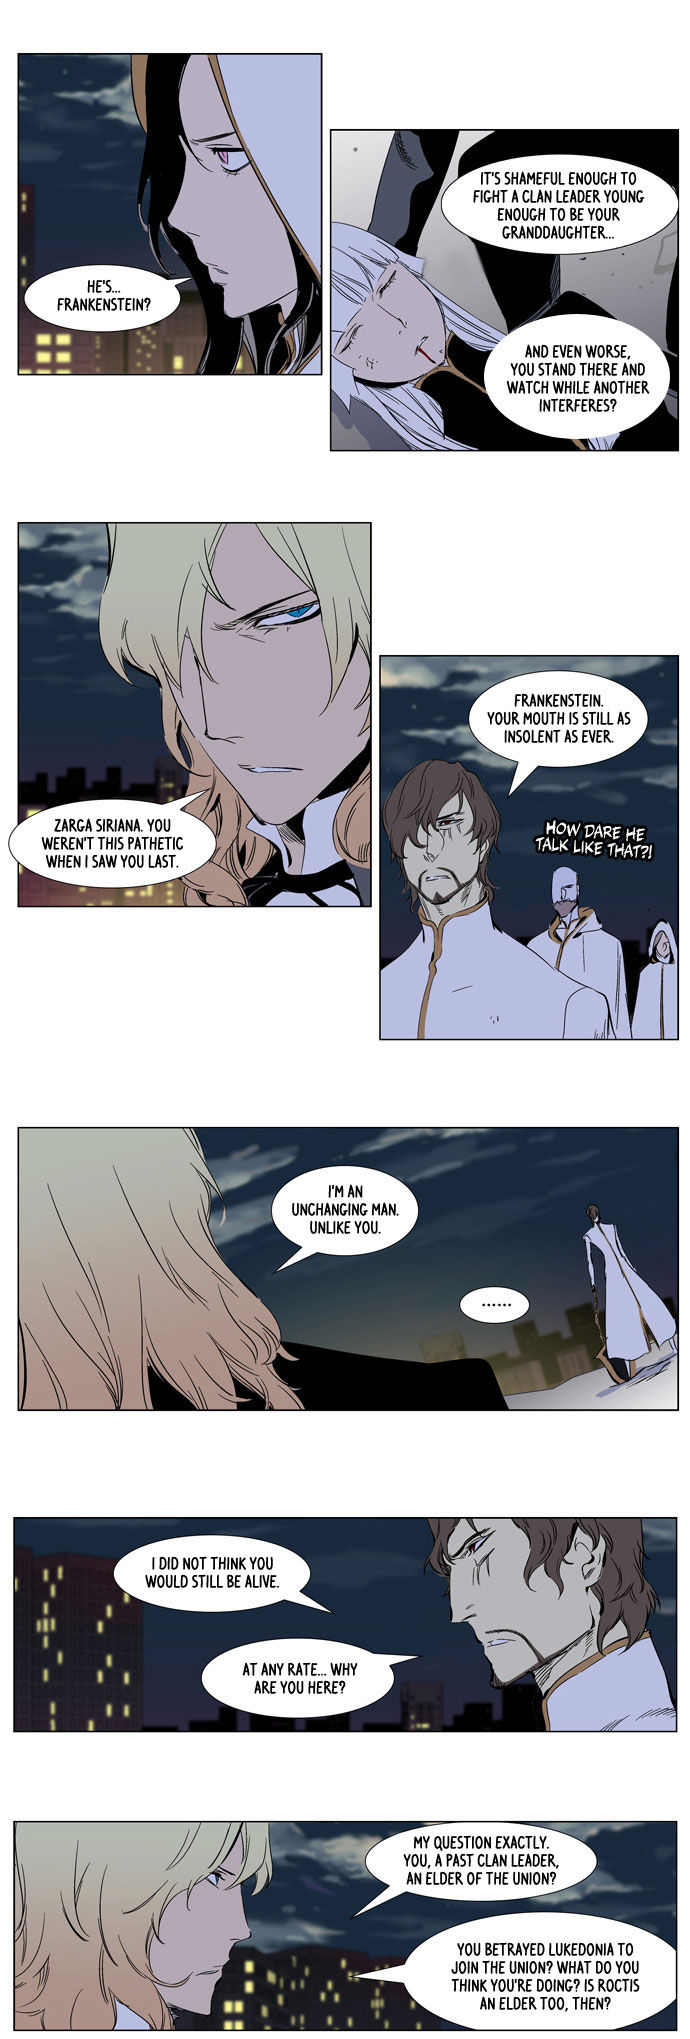 HE'S...
FRANKENSTEIN?
IT'S SHAMEFUL ENOUGH TO
FIGHT A CLAN LEADER YOUNG
ENOUGH TO BE YOUR
GRANDDAUGHTER...
AND EVEN WORSE,
YOU STAND THERE AND
WATCH WHILE ANOTHER
INTERFERES?
ZARGA SIRIANA. YOU
WEREN'T THIS PATHETIC
WHEN I SAW YOU LAST.
FRANKENSTEIN.
YOUR MOUTH IS STILL AS
INSOLENT AS EVER.
HOW DARE HE
TALK LIKE THAT?!
I'M AN
UNCHANGING MAN.
UNLIKE YOU.
......
I DID NOT THINK YOU
WOULD STILL BE ALIVE.
AT ANY RATE... WHY
ARE YOU HERE?
MY QUESTION EXACTLY.
YOU, A PAST CLAN LEADER,
AN ELDER OF THE UNION?
YOU BETRAYED LUKEDONIA TO
JOIN THE UNION? WHAT DO YOU
THINK YOU'RE DOING? IS ROCTIS
AN ELDER TOO, THEN?